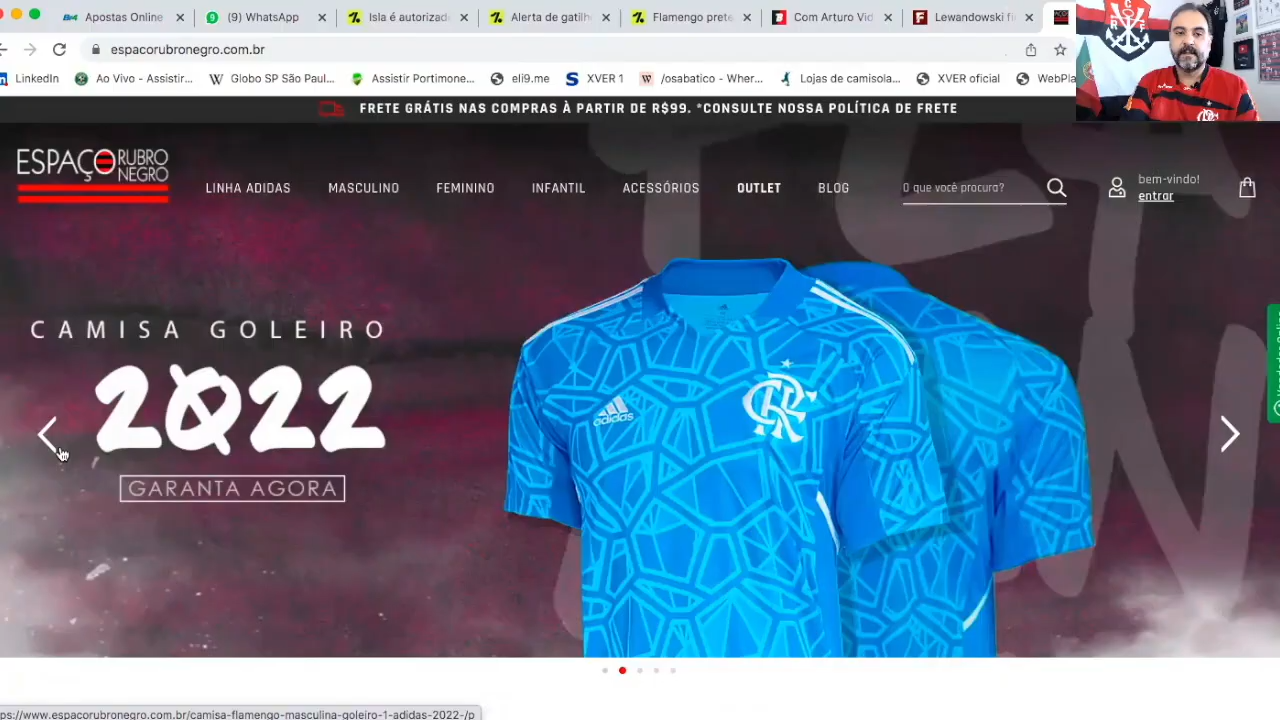 Apostas Online
(9) WhatsApp
Isla é autorizad
Alerta de gatilh
Flamengo prete
Com Arturo Vid
Lewandowski fi
espacorubronegro.com.br
LinkedIn
Ao Vivo - Assistir...
Globo SP São Paul...
Assistir Portimone...
eli9.me
XVER 1
/osabatico - Wher...
Lojas de camisola...
XVER oficial
WebPla
FRETE GRÁTIS NAS COMPRAS À PARTIR DE R$99. *CONSULTE NOSSA POLÍTICA DE FRETE
ESPAÇO RUBRO NEGRO
LINHA ADIDAS
MASCULINO
FEMININO
INFANTIL
ACESSÓRIOS
OUTLET
BLOG
O que você procura?
bem-vindo!
entrar
CAMISA GOLEIRO
2022
GARANTA AGORA
adidas
CRF
ps://www.espacorubronegro.com.br/camisa-flamengo-masculina-goleiro-1-adidas-2022-/p